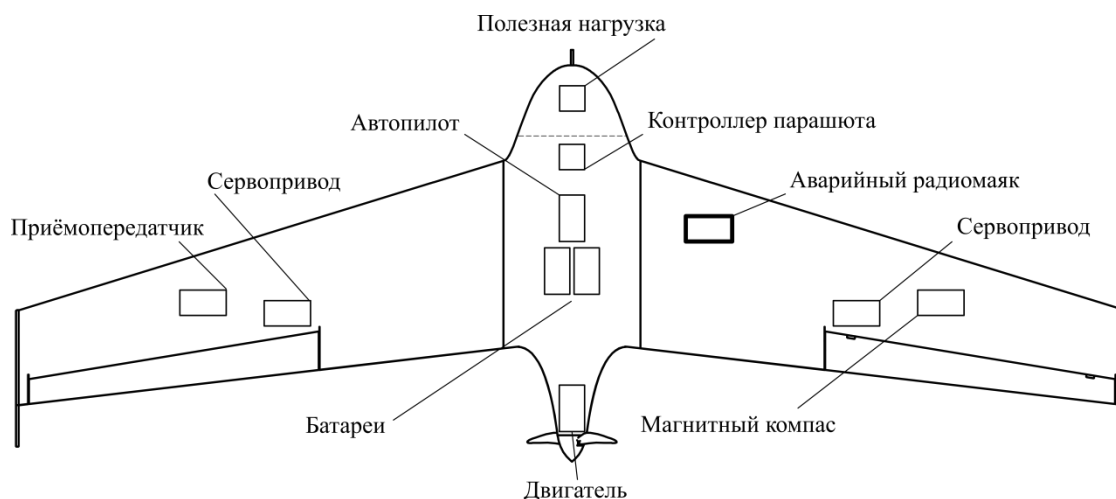 Полезная нагрузка
Автопилот
Контроллер парашюта
Сервопривод
Аварийный радиомаяк
Приёмопередатчик
Сервопривод
Батареи
Магнитный компас
Двигатель